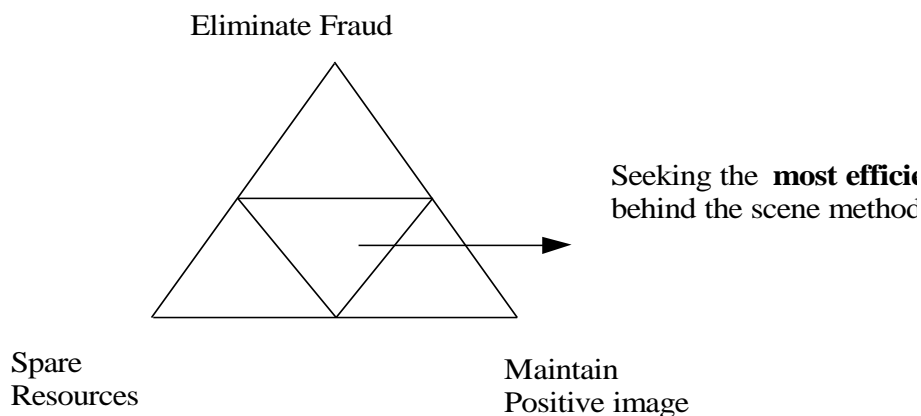 Eliminate Fraud
Seeking the most efficie
behind the scene method
Spare
Resources
Maintain
Positive image